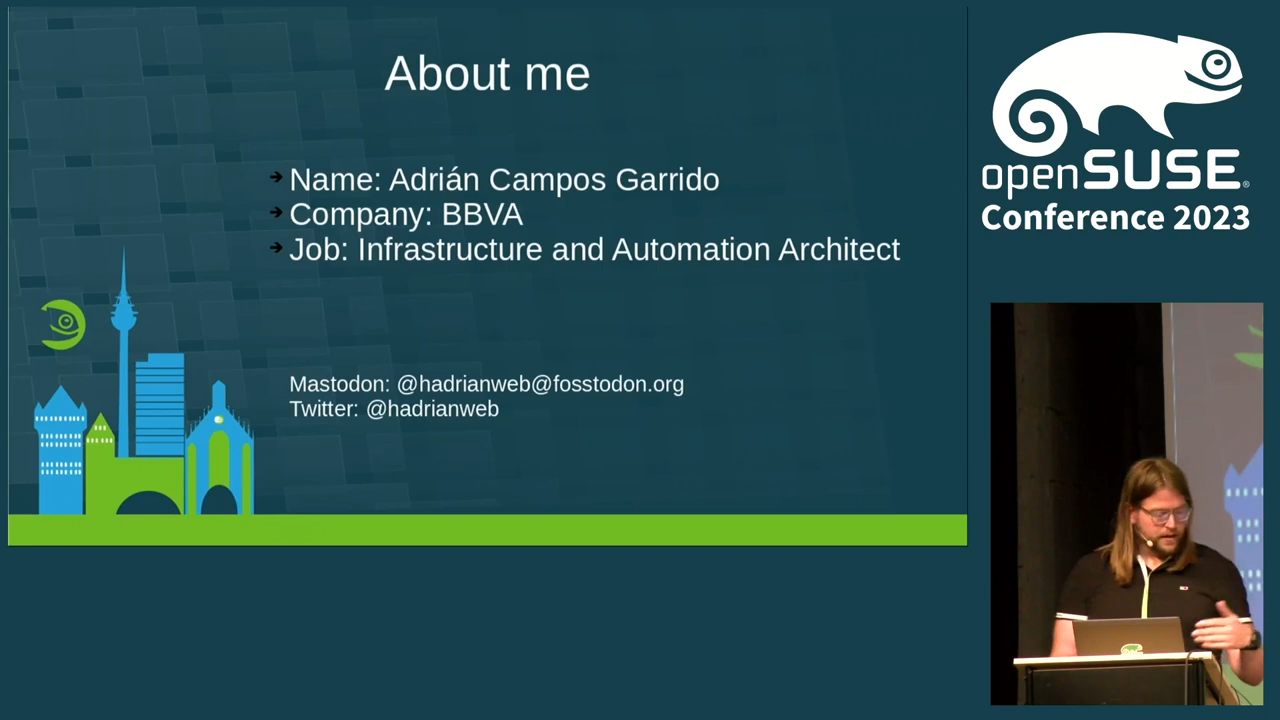 About me
Name: Adrián Campos Garrido
Company: BBVA
Job: Infrastructure and Automation Architect
Mastodon: @hadrianweb@fosstodon.org
Twitter: @hadrianweb
openSUSE®
Conference 2023